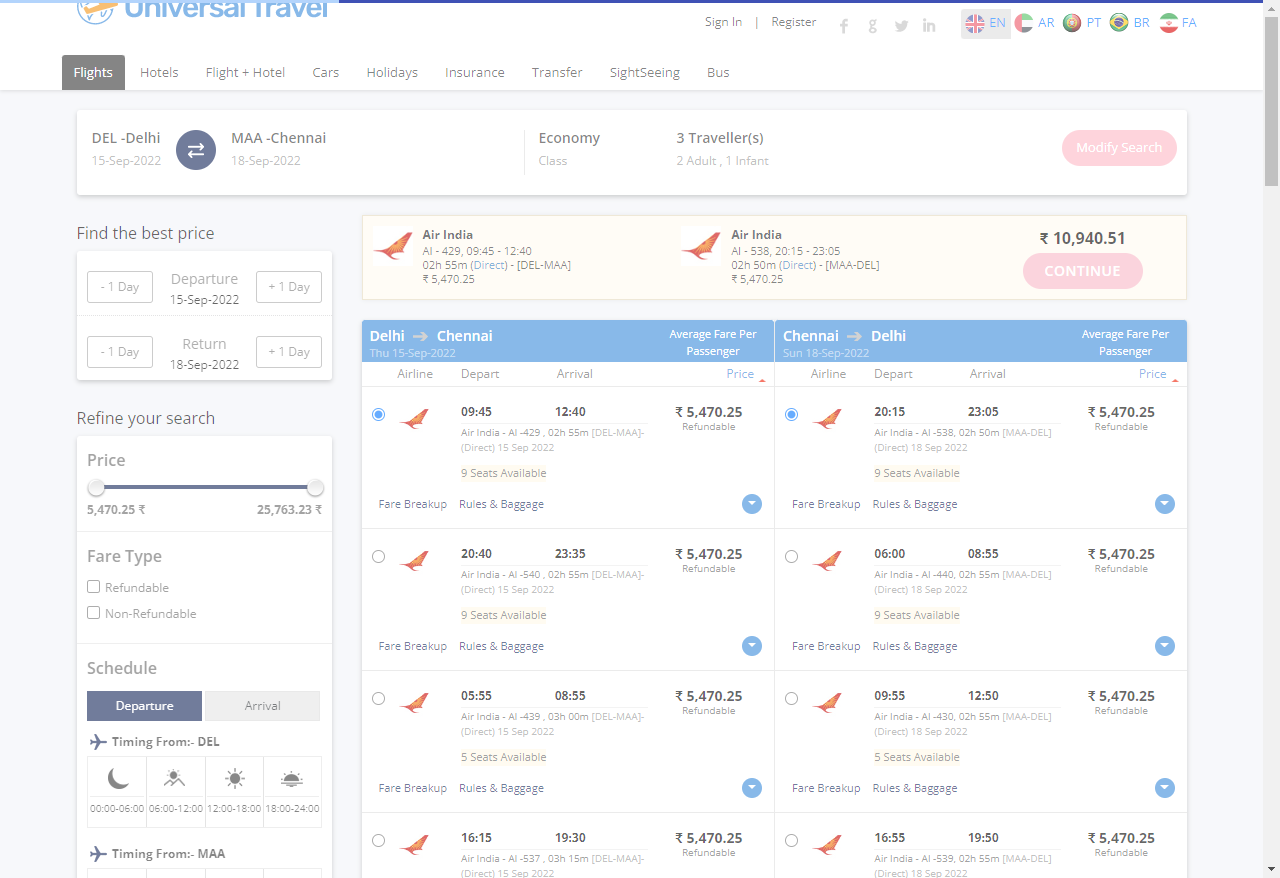 Universal Travel
Sign In | Register
EN AR PT BR FA
Flights Hotels Flight + Hotel Cars Holidays Insurance Transfer SightSeeing Bus
DEL -Delhi MAA -Chennai Economy 3 Traveller(s)
15-Sep-2022 18-Sep-2022 Class 2 Adult , 1 Infant
Modify Search
Find the best price
- 1 Day Departure + 1 Day
15-Sep-2022
- 1 Day Return + 1 Day
18-Sep-2022
Refine your search
Price
5,470.25 ₹ 25,763.23 ₹
Fare Type
Refundable
Non-Refundable
Schedule
Departure Arrival
Timing From:- DEL
00:00-06:00 06:00-12:00 12:00-18:00 18:00-24:00
Timing From:- MAA
Air India
AI - 429, 09:45 - 12:40
02h 55m (Direct) - [DEL-MAA]
₹ 5,470.25
Air India
AI - 538, 20:15 - 23:05
02h 50m (Direct) - [MAA-DEL]
₹ 5,470.25
₹ 10,940.51
CONTINUE
Delhi Chennai
Thu 15-Sep-2022
Average Fare Per
Passenger
Airline Depart Arrival Price
09:45 12:40 ₹ 5,470.25
Refundable
Air India - AI -429 , 02h 55m [DEL-MAA]-
(Direct) 15 Sep 2022
9 Seats Available
Fare Breakup Rules & Baggage
20:40 23:35 ₹ 5,470.25
Refundable
Air India - AI -540 , 02h 55m [DEL-MAA]-
(Direct) 15 Sep 2022
9 Seats Available
Fare Breakup Rules & Baggage
05:55 08:55 ₹ 5,470.25
Refundable
Air India - AI -439 , 03h 00m [DEL-MAA]-
(Direct) 15 Sep 2022
5 Seats Available
Fare Breakup Rules & Baggage
16:15 19:30 ₹ 5,470.25
Refundable
Air India - AI -537 , 03h 15m [DEL-MAA]-
(Direct) 15 Sep 2022
Chennai Delhi
Sun 18-Sep-2022
Average Fare Per
Passenger
Airline Depart Arrival Price
20:15 23:05 ₹ 5,470.25
Refundable
Air India - AI -538, 02h 50m [MAA-DEL]
(Direct) 18 Sep 2022
9 Seats Available
Fare Breakup Rules & Baggage
06:00 08:55 ₹ 5,470.25
Refundable
Air India - AI -440, 02h 55m [MAA-DEL]
(Direct) 18 Sep 2022
9 Seats Available
Fare Breakup Rules & Baggage
09:55 12:50 ₹ 5,470.25
Refundable
Air India - AI -430, 02h 55m [MAA-DEL]
(Direct) 18 Sep 2022
5 Seats Available
Fare Breakup Rules & Baggage
16:55 19:50 ₹ 5,470.25
Refundable
Air India - AI -539, 02h 55m [MAA-DEL]
(Direct) 18 Sep 2022